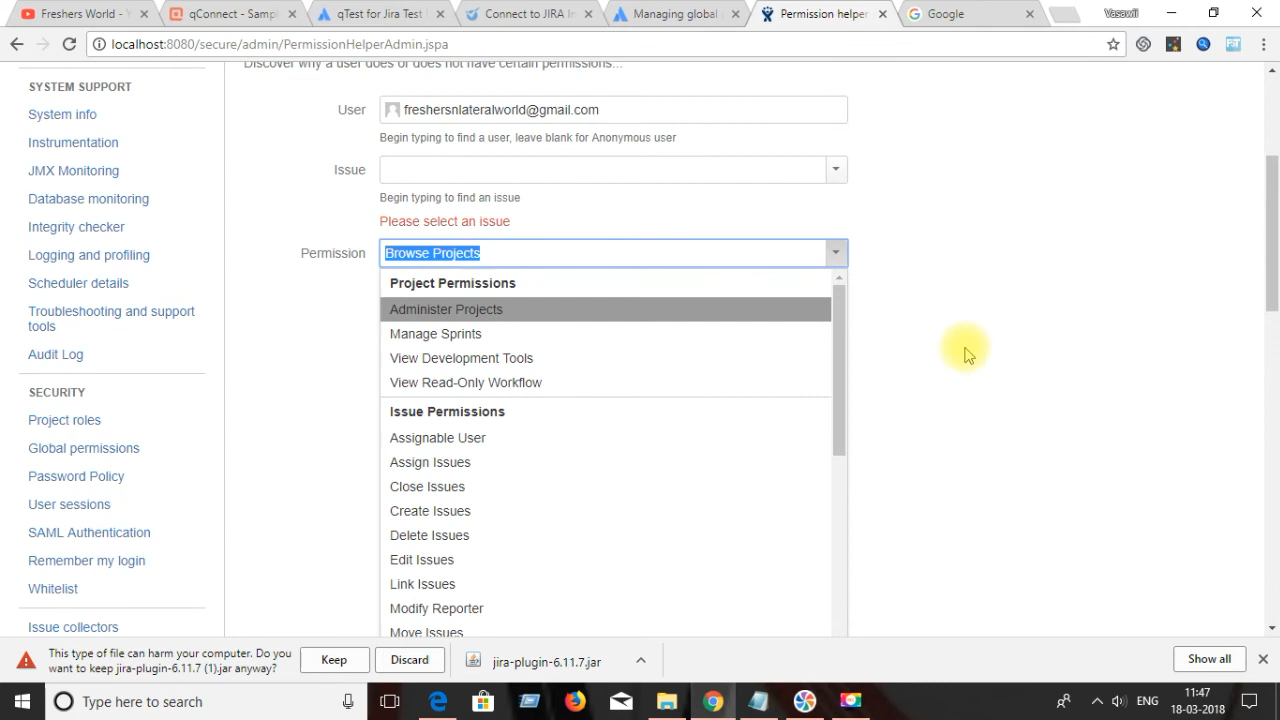 Freshers World - Y
qConnect - Sampl
qTest for Jira Test
Connect to JIRA In
Managing global p
Permission helper
Google
Vasawil
localhost:8080/secure/admin/PermissionHelperAdmin.jspa
Discover why a user does or does not have certain permissions...
SYSTEM SUPPORT
System info
Instrumentation
JMX Monitoring
Database monitoring
Integrity checker
Logging and profiling
Scheduler details
Troubleshooting and support
tools
Audit Log
SECURITY
Project roles
Global permissions
Password Policy
User sessions
SAML Authentication
Remember my login
Whitelist
Issue collectors
User
freshersnlateralworld@gmail.com
Begin typing to find a user, leave blank for Anonymous user
Issue
Begin typing to find an issue
Please select an issue
Permission
Browse Projects
Project Permissions
Administer Projects
Manage Sprints
View Development Tools
View Read-Only Workflow
Issue Permissions
Assignable User
Assign Issues
Close Issues
Create Issues
Delete Issues
Edit Issues
Link Issues
Modify Reporter
Move Issues
This type of file can harm your computer. Do you
want to keep jira-plugin-6.11.7 (1).jar anyway?
Keep
Discard
jira-plugin-6.11.7.jar
Show all
Type here to search
ENG
11:47
18-03-2018